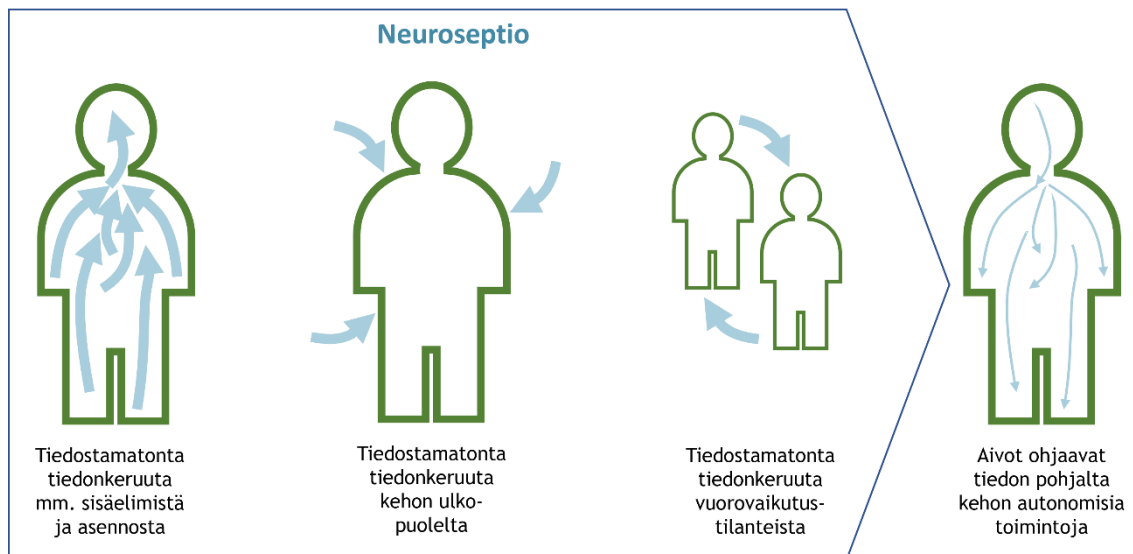 Neuroseptio
Tiedostamatonta
tiedonkeruuta
mm. sisäelimistä
ja asennosta
Tiedostamatonta
tiedonkeruuta
kehon ulko-
puolelta
Tiedostamatonta
tiedonkeruuta
vuorovaikutus-
tilanteista
Aivot ohjaavat
tiedon pohjalta
kehon autonomisia
toimintoja